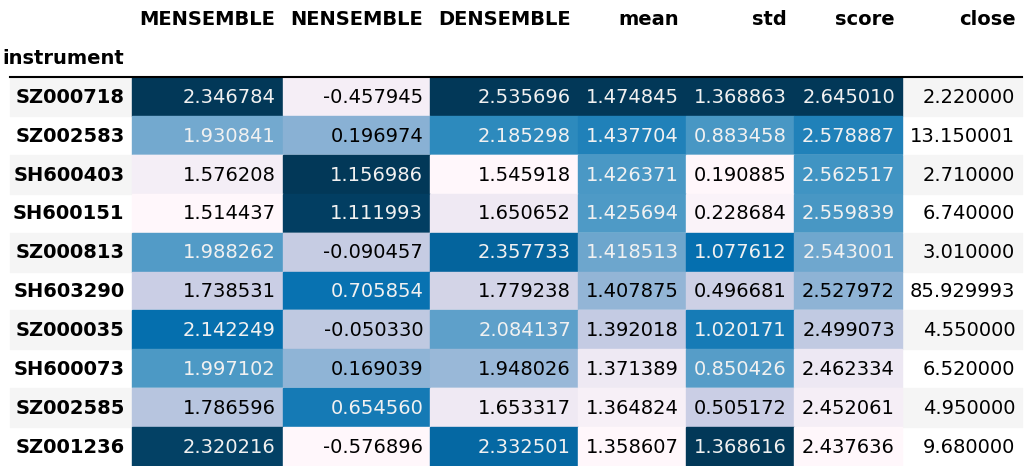 MENSEMBLE NENSEMBLE DENSEMBLE mean std score close
instrument
SZ000718 2.346784 -0.457945 2.535696 1.474845 1.368863 2.645010 2.220000
SZ002583 1.930841 0.196974 2.185298 1.437704 0.883458 2.578887 13.150001
SH600403 1.576208 1.156986 1.545918 1.426371 0.190885 2.562517 2.710000
SH600151 1.514437 1.111993 1.650652 1.425694 0.228684 2.559839 6.740000
SZ000813 1.988262 -0.090457 2.357733 1.418513 1.077612 2.543001 3.010000
SH603290 1.738531 0.705854 1.779238 1.407875 0.496681 2.527972 85.929993
SZ000035 2.142249 -0.050330 2.084137 1.392018 1.020171 2.499073 4.550000
SH600073 1.997102 0.169039 1.948026 1.371389 0.850426 2.462334 6.520000
SZ002585 1.786596 0.654560 1.653317 1.364824 0.505172 2.452061 4.950000
SZ001236 2.320216 -0.576896 2.332501 1.358607 1.368616 2.437636 9.680000